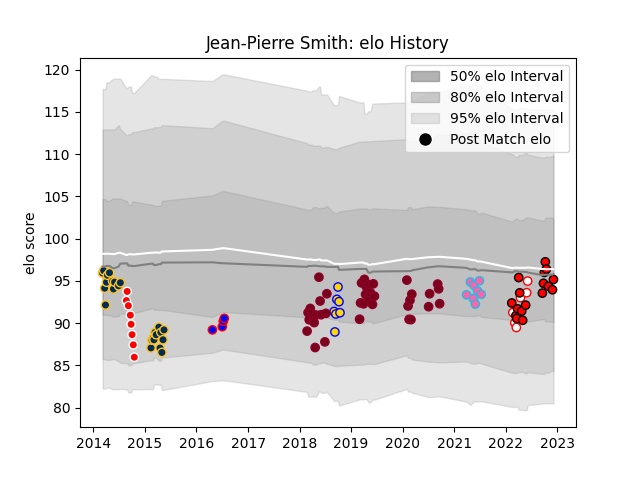 Jean-Pierre Smith: elo History
120
115
110
105
100
95
90
85
80
elo score
50% elo Interval
80% elo Interval
95% elo Interval
Post Match elo
2014 2015 2016 2017 2018 2019 2020 2021 2022 2023